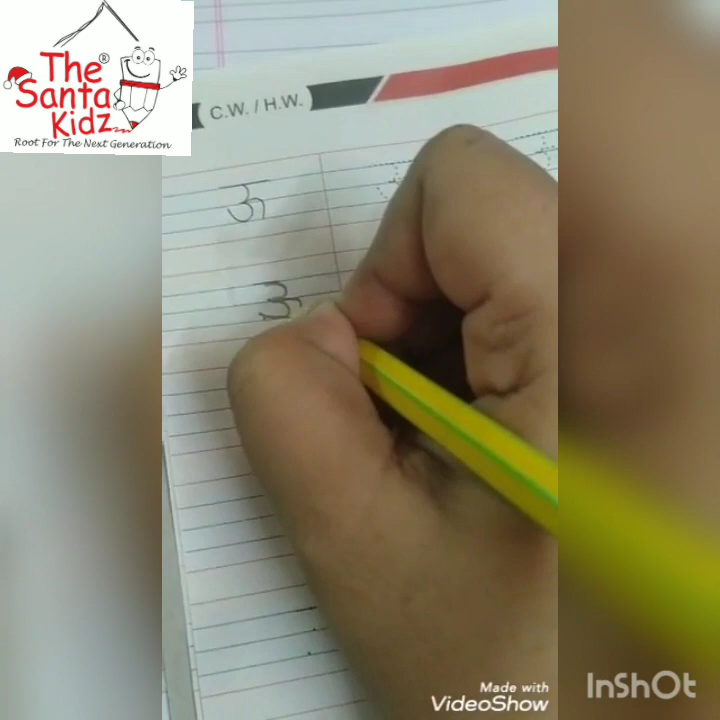 The
Santa®
Kidz
Root For The Next Generation
C.W. / H.W.
उ
Made with
VideoShow
InShOt